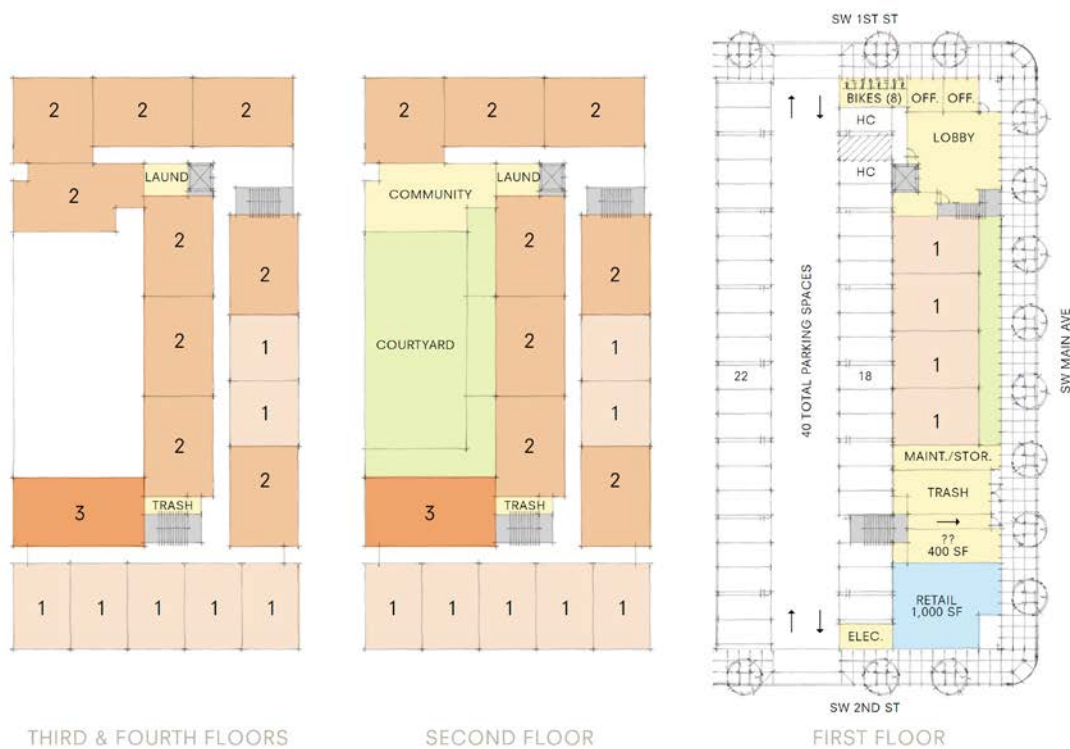 2 2 2
LAUND
2
2
2
2
1
2
1
2
2
TRASH
3
1 1 1 1 1
THIRD & FOURTH FLOORS
2 2 2
LAUND
COMMUNITY
2
2
COURTYARD
1
2
1
2
2
TRASH
3
1 1 1 1 1
SECOND FLOOR
SW 1ST ST
BIKES (8) OFF. OFF.
HC
LOBBY
HC
1
1
1
1
22
40 TOTAL PARKING SPACES
18
SW MAIN AVE
MAINT./STOR.
TRASH
??
400 SF
RETAIL
1,000 SF
ELEC.
SW 2ND ST
FIRST FLOOR